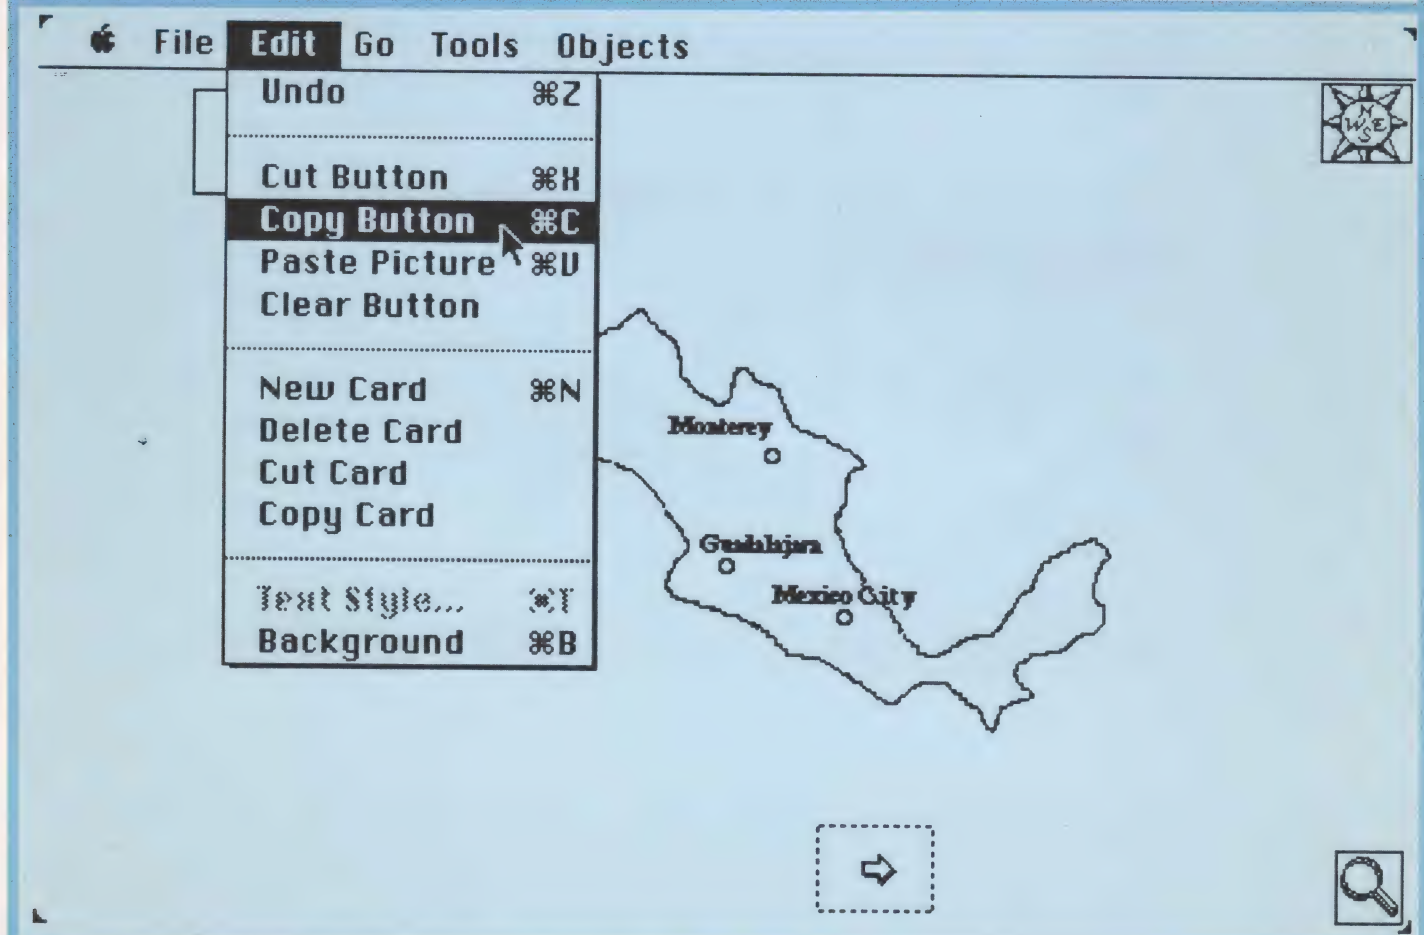 File Edit Go Tools Objects
Undo ⌘Z
Cut Button ⌘X
Copy Button ⌘C
Paste Picture ⌘V
Clear Button
New Card ⌘N
Delete Card
Cut Card
Copy Card
Text Style... ⌘T
Background ⌘B
N
W E
S
Monterey
Guadalajara
Mexico City